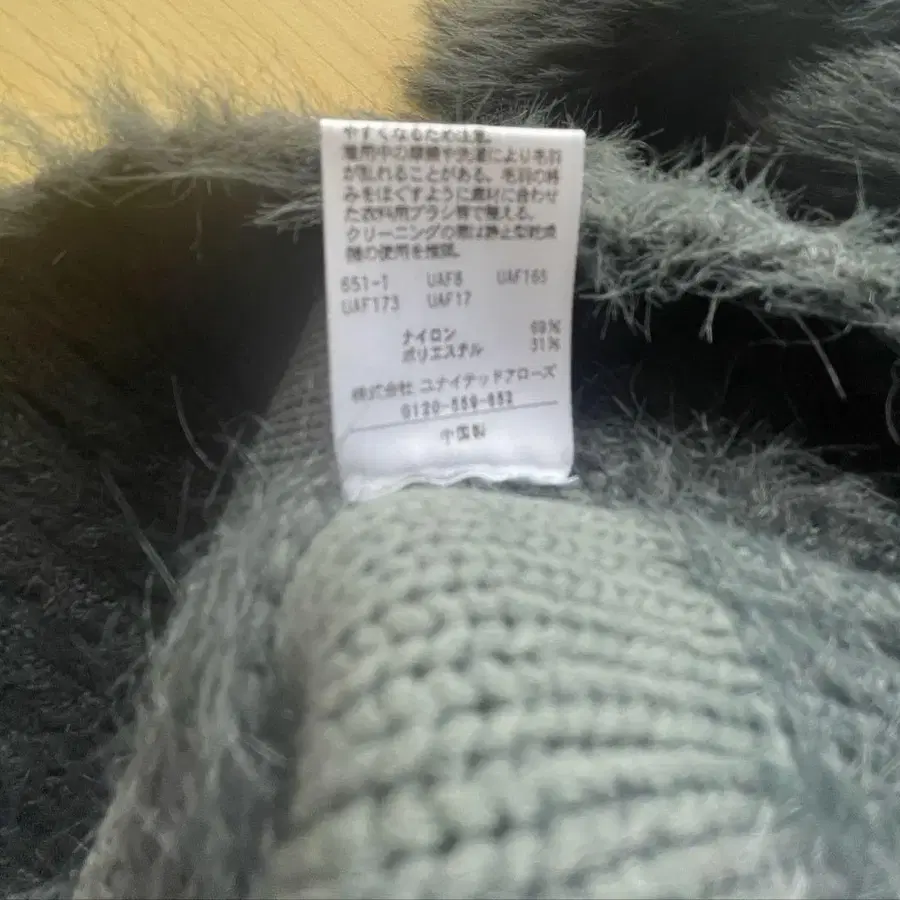 やすくなるため注意。
着用中の摩擦や洗濯により毛羽
が乱れることがある。毛羽の絡
みをほぐすように素材に合わせ
た衣料用ブラシ等で整える。
クリーニングの際は静止型乾燥
機の使用を推奨。
651-1 UAF8 UAF165
UAF173 UAF17
ナイロン 69%
ポリエステル 31%
株式会社 ユナイテッドアローズ
0120-559-652
中国製